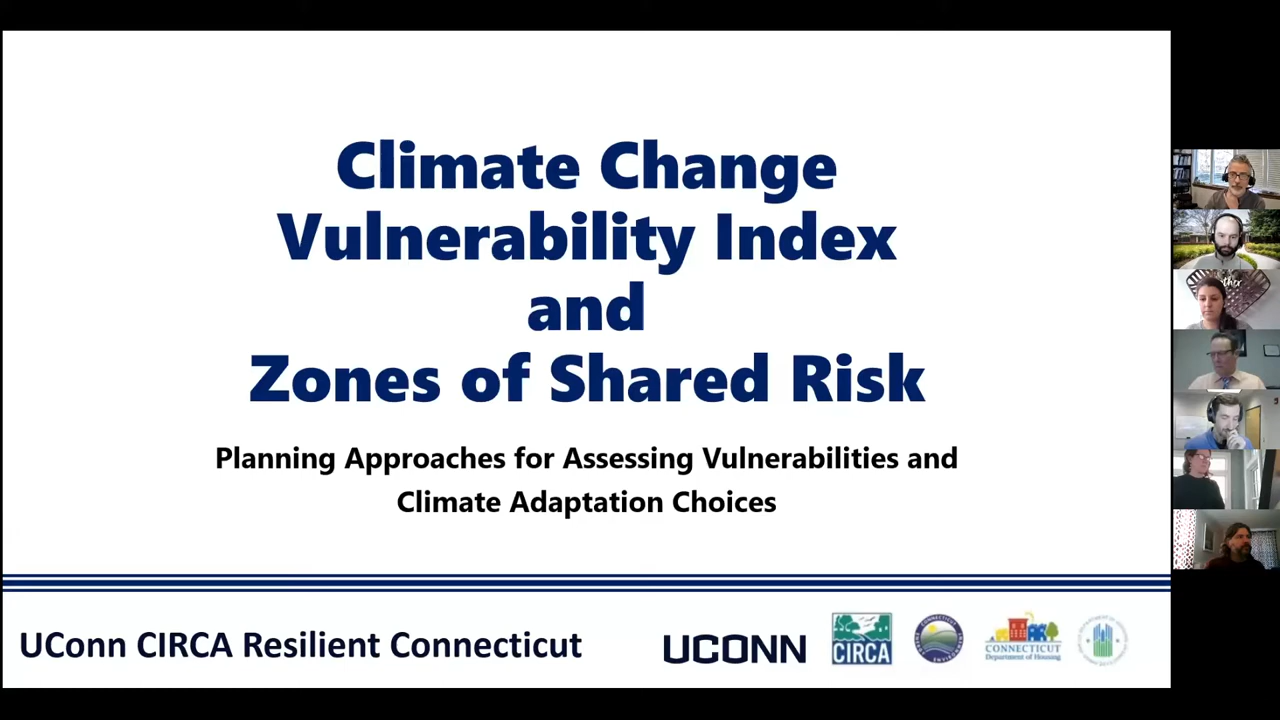 Climate Change
Vulnerability Index
and
Zones of Shared Risk
Planning Approaches for Assessing Vulnerabilities and
Climate Adaptation Choices
UConn CIRCA Resilient Connecticut
UCONN
CIRCA
CONNECTICUT
Department of Housing